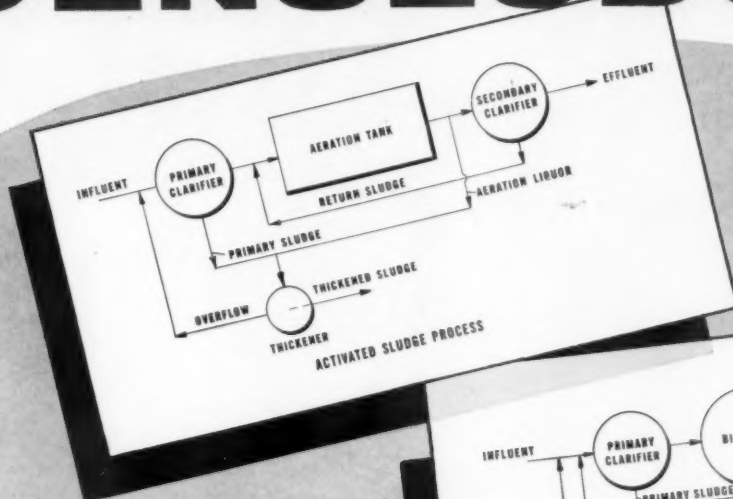 EFFLUENT
SECONDARY
CLARIFIER
AERATION TANK
INFLUENT
PRIMARY
CLARIFIER
RETURN SLUDGE
AERATION LIQUOR
PRIMARY SLUDGE
THICKENED SLUDGE
OVERFLOW
THICKENER
ACTIVATED SLUDGE PROCESS
INFLUENT
PRIMARY
CLARIFIER
PRIMARY SLUDGE